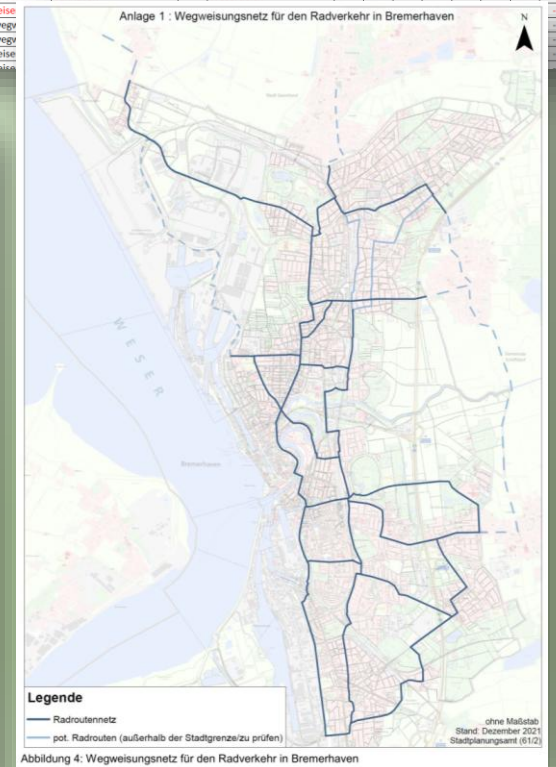 Anlage 1 : Wegweisungsnetz für den Radverkehr in Bremerhaven
N
WESER
Bremerhaven
Legende
Radroutennetz
pot. Radrouten (außerhalb der Stadtgrenze/zu prüfen)
ohne Maßstab
Stand: Dezember 2021
Stadtplanungsamt (61/2)
Abbildung 4: Wegweisungsnetz für den Radverkehr in Bremerhaven